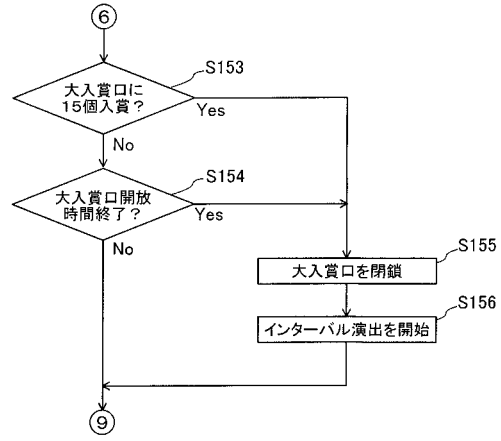 ⑥
S153
大入賞口に
15個入賞？
Yes
No
S154
大入賞口開放
時間終了？
Yes
No
S155
大入賞口を閉鎖
S156
インターバル演出を開始
⑨